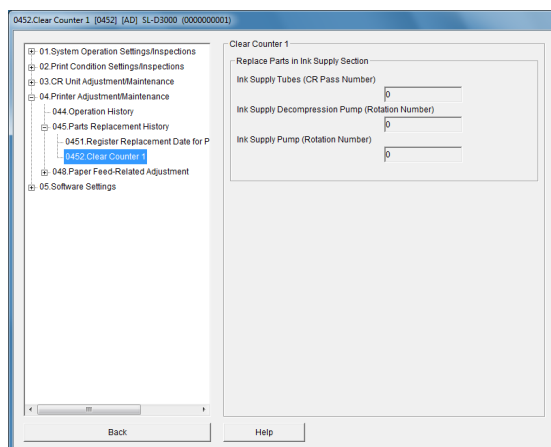 0452.Clear Counter 1 [0452] [AD] SL-D3000 (0000000001)
01.System Operation Settings/Inspections
02.Print Condition Settings/Inspections
03.CR Unit Adjustment/Maintenance
04.Printer Adjustment/Maintenance
044.Operation History
045.Parts Replacement History
0451.Register Replacement Date for P
0452.Clear Counter 1
048.Paper Feed-Related Adjustment
05.Software Settings
Back
Clear Counter 1
Replace Parts in Ink Supply Section
Ink Supply Tubes (CR Pass Number)
0
Ink Supply Decompression Pump (Rotation Number)
0
Ink Supply Pump (Rotation Number)
0
Help